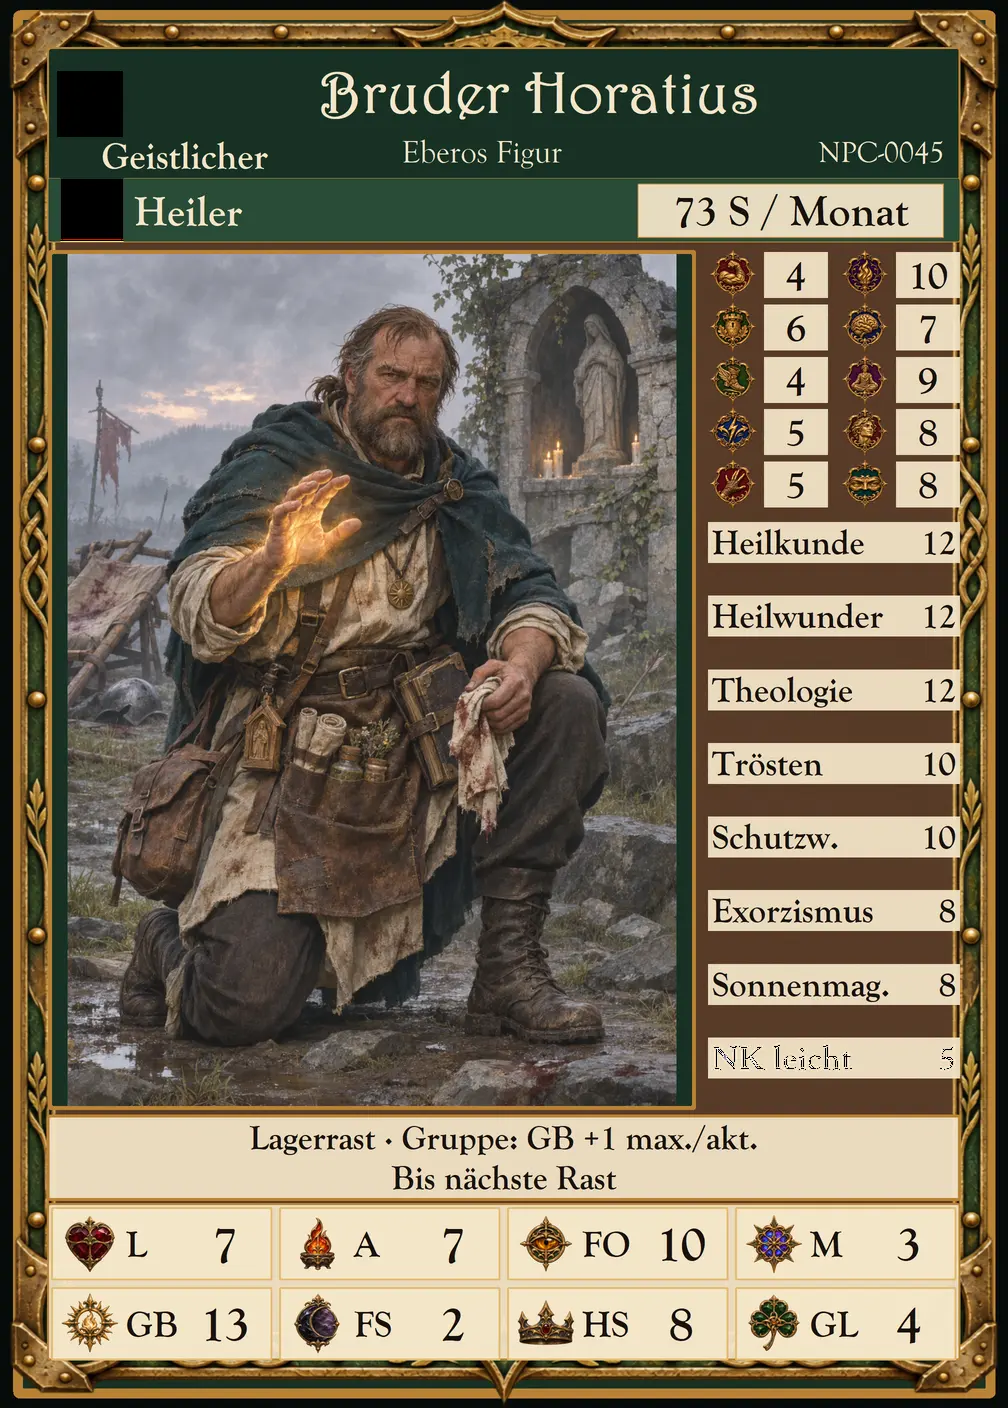 Bruder Horatius
Geistlicher
Eberos Figur
NPC-0045
Heiler
73 S / Monat
4 10
6 7
4 9
5 8
5 8
Heilkunde 12
Heilwunder 12
Theologie 12
Trösten 10
Schutzw. 10
Exorzismus 8
Sonnenmag. 8
NK leicht 5
Lagerrast · Gruppe: GB +1 max./akt.
Bis nächste Rast
L 7 A 7 FO 10 M 3
GB 13 FS 2 HS 8 GL 4